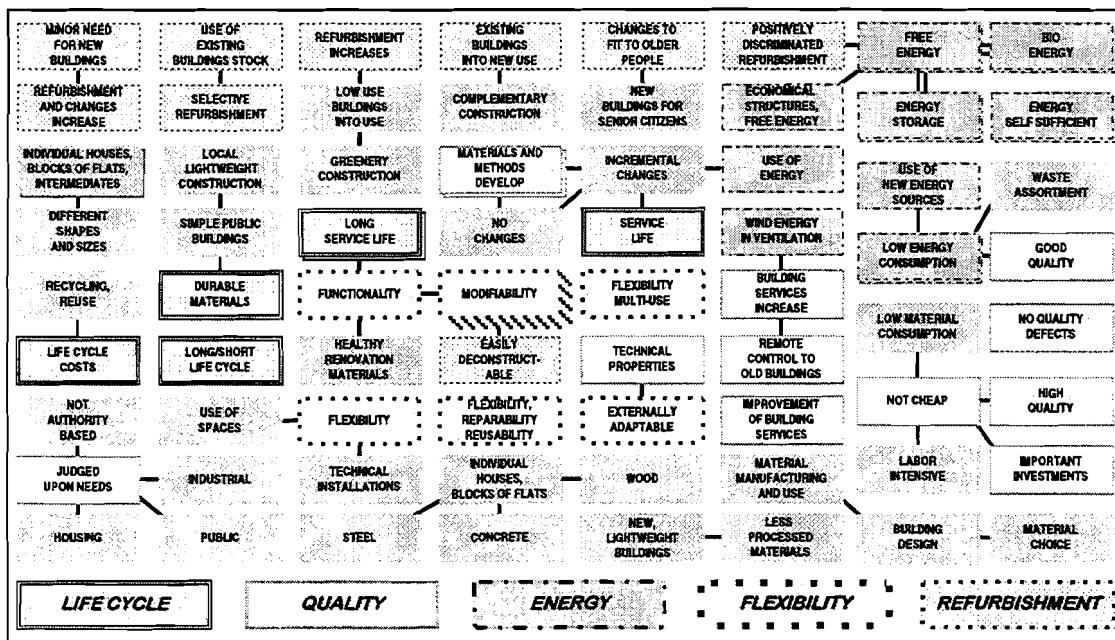 MINOR NEED
FOR NEW
BUILDINGS
USE OF
EXISTING
BUILDINGS STOCK
REFURBISHMENT
INCREASES
EXISTING
BUILDINGS
INTO NEW USE
CHANGES TO
FIT TO OLDER
PEOPLE
POSITIVELY
DISCRIMINATED
REFURBISHMENT
FREE
ENERGY
BIO
ENERGY
REFURBISHMENT
AND CHANGES
INCREASE
SELECTIVE
REFURBISHMENT
LOW USE
BUILDINGS
INTO USE
COMPLEMENTARY
CONSTRUCTION
NEW
BUILDINGS FOR
SENIOR CITIZENS
ECONOMICAL
STRUCTURES,
FREE ENERGY
ENERGY
STORAGE
ENERGY
SELF SUFFICIENT
INDIVIDUAL HOUSES,
BLOCKS OF FLATS,
INTERMEDIATES
LOCAL
LIGHTWEIGHT
CONSTRUCTION
GREENERY
CONSTRUCTION
MATERIALS AND
METHODS
DEVELOP
INCREMENTAL
CHANGES
USE OF
ENERGY
USE OF
NEW ENERGY
SOURCES
WASTE
ASSORTMENT
DIFFERENT
SHAPES
AND SIZES
SIMPLE PUBLIC
BUILDINGS
LONG
SERVICE LIFE
NO
CHANGES
SERVICE
LIFE
WIND ENERGY
IN VENTILATION
LOW ENERGY
CONSUMPTION
GOOD
QUALITY
RECYCLING,
REUSE
DURABLE
MATERIALS
FUNCTIONALITY
MODIFIABILITY
FLEXIBILITY
MULTI-USE
BUILDING
SERVICES
INCREASE
LOW MATERIAL
CONSUMPTION
NO QUALITY
DEFECTS
LIFE CYCLE
COSTS
LONG/SHORT
LIFE CYCLE
HEALTHY
RENOVATION
MATERIALS
EASILY
DECONSTRUCT-
ABLE
TECHNICAL
PROPERTIES
REMOTE
CONTROL TO
OLD BUILDINGS
NOT CHEAP
HIGH
QUALITY
NOT
AUTHORITY
BASED
USE OF
SPACES
FLEXIBILITY
FLEXIBILITY,
REPARABILITY
REUSABILITY
EXTERNALLY
ADAPTABLE
IMPROVEMENT
OF BUILDING
SERVICES
LABOR
INTENSIVE
IMPORTANT
INVESTMENTS
JUDGED
UPON NEEDS
INDUSTRIAL
TECHNICAL
INSTALLATIONS
INDIVIDUAL
HOUSES,
BLOCKS OF FLATS
WOOD
MATERIAL
MANUFACTURING
AND USE
HOUSING
PUBLIC
STEEL
CONCRETE
NEW,
LIGHTWEIGHT
BUILDINGS
LESS
PROCESSED
MATERIALS
BUILDING
DESIGN
MATERIAL
CHOICE
LIFE CYCLE
QUALITY
ENERGY
FLEXIBILITY
REFURBISHMENT